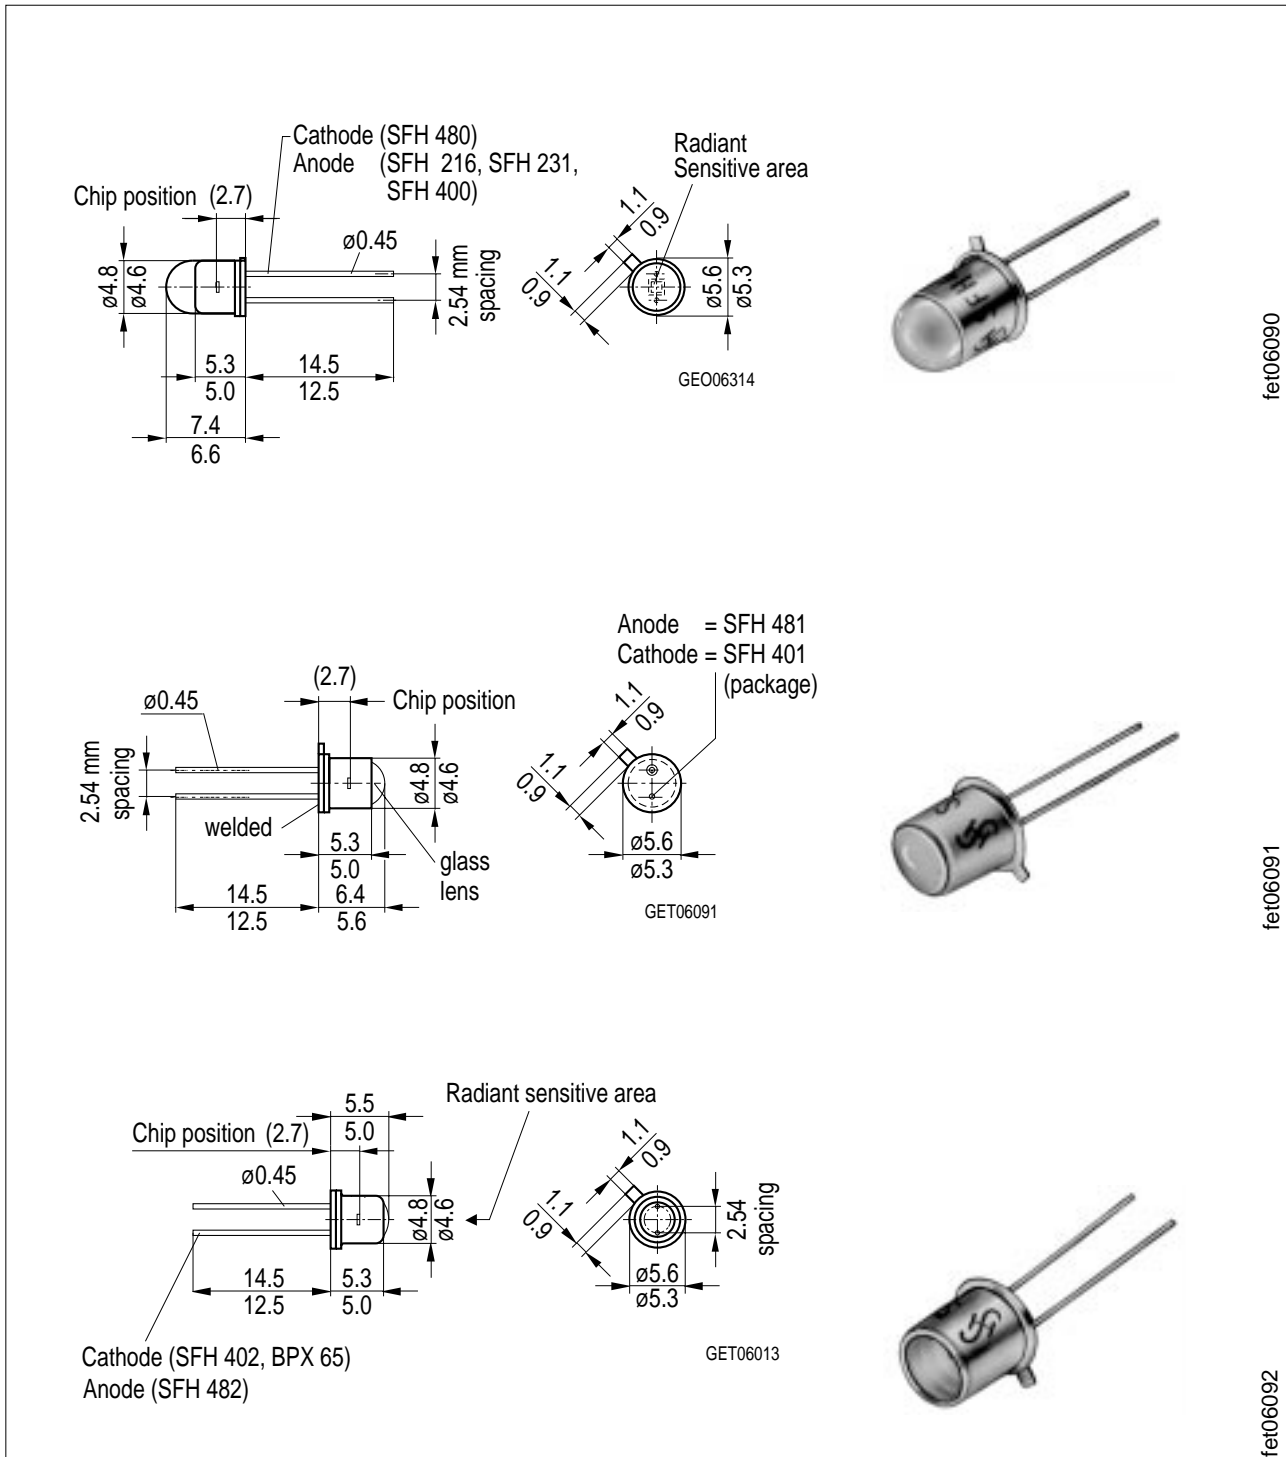 Cathode (SFH 480)
Anode (SFH 216, SFH 231,
SFH 400)
Chip position (2.7)
ø0.45
ø4.8
ø4.6
2.54 mm
spacing
5.3
5.0
14.5
12.5
7.4
6.6
Radiant
Sensitive area
1.1
0.9
1.1
0.9
ø5.6
ø5.3
GEO06314
fet06090
Anode = SFH 481
Cathode = SFH 401
(package)
(2.7)
Chip position
ø0.45
2.54 mm
spacing
welded
ø4.8
ø4.6
5.3
5.0
glass
lens
14.5
12.5
6.4
5.6
1.1
0.9
1.1
0.9
ø5.6
ø5.3
GET06091
fet06091
5.5
5.0
Radiant sensitive area
Chip position (2.7)
ø0.45
ø4.8
ø4.6
14.5
12.5
5.3
5.0
Cathode (SFH 402, BPX 65)
Anode (SFH 482)
1.1
0.9
1.1
0.9
2.54
spacing
ø5.6
ø5.3
GET06013
fet06092